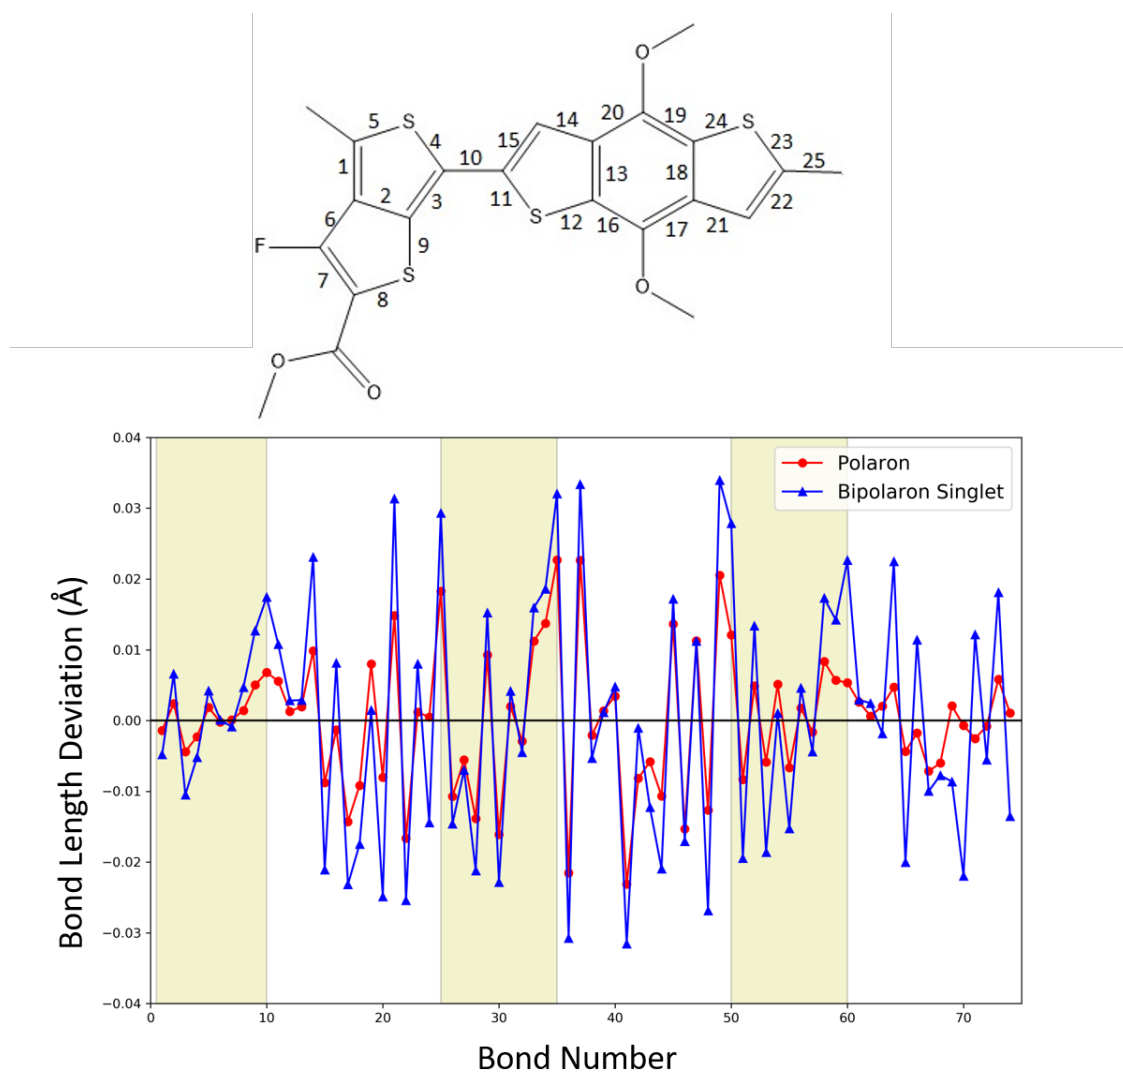 O
5
S
14
20
19
24
S
15
4
23
1
10
25
2
3
13
18
11
22
6
S
12
16
17
21
F
9
7
S
8
O
O
O
0.04
0.03
0.02
0.01
0.00
−0.01
−0.02
−0.03
−0.04
Bond Length Deviation (Å)
Polaron
Bipolaron Singlet
0 10 20 30 40 50 60 70
Bond Number